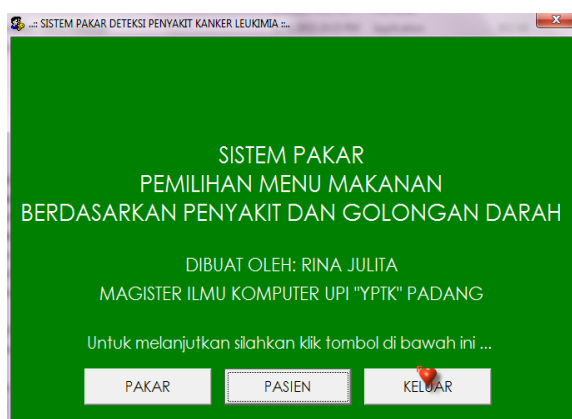 ..:: SISTEM PAKAR DETEKSI PENYAKIT KANKER LEUKIMIA ::..
SISTEM PAKAR
PEMILIHAN MENU MAKANAN
BERDASARKAN PENYAKIT DAN GOLONGAN DARAH
DIBUAT OLEH: RINA JULITA
MAGISTER ILMU KOMPUTER UPI "YPTK" PADANG
Untuk melanjutkan silahkan klik tombol di bawah ini ...
PAKAR
PASIEN
KELUAR